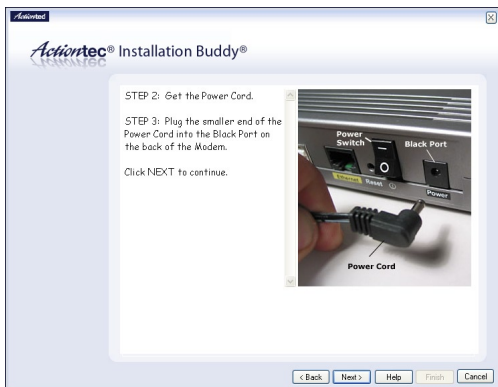 Actiontec
Actiontec® Installation Buddy®
STEP 2: Get the Power Cord.
STEP 3: Plug the smaller end of the
Power Cord into the Black Port on
the back of the Modem.
Click NEXT to continue.
Power
Switch
Black Port
Ethernet
Reset
Power
Power Cord
< Back
Next >
Help
Finish
Cancel